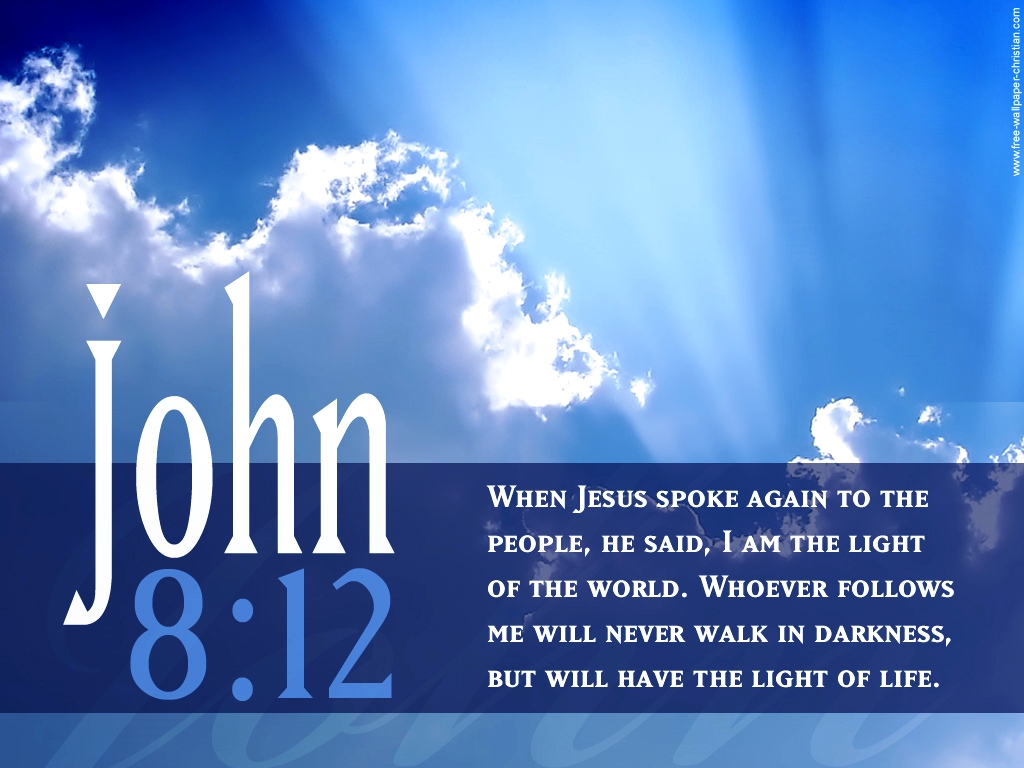 www.free-wallpaper-christian.com
john
8:12
When Jesus spoke again to the
people, he said, I am the light
of the world. Whoever follows
me will never walk in darkness,
but will have the light of life.